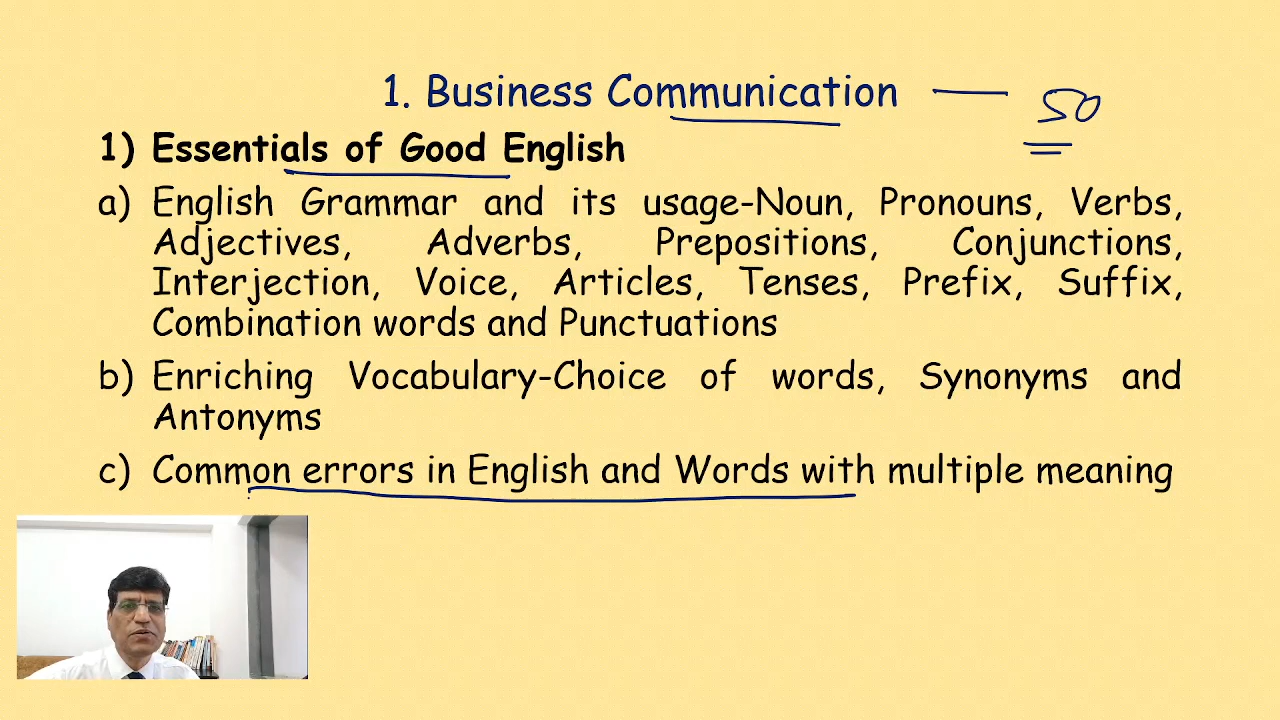 1. Business Communication — 50
1) Essentials of Good English
a) English Grammar and its usage-Noun, Pronouns, Verbs,
Adjectives, Adverbs, Prepositions, Conjunctions,
Interjection, Voice, Articles, Tenses, Prefix, Suffix,
Combination words and Punctuations
b) Enriching Vocabulary-Choice of words, Synonyms and
Antonyms
c) Common errors in English and Words with multiple meaning